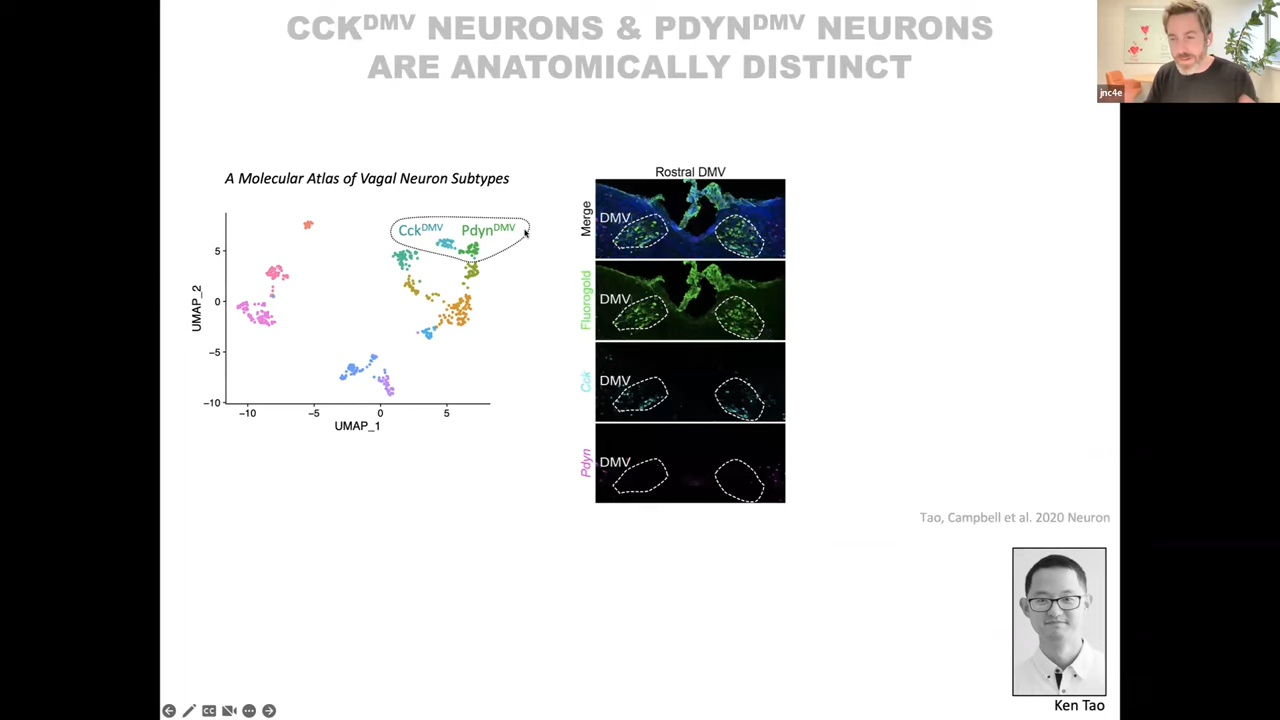 CCKDMV NEURONS & PDYNDMV NEURONS
ARE ANATOMICALLY DISTINCT
jnc4e
A Molecular Atlas of Vagal Neuron Subtypes
CckDMV PdynDMV
UMAP_2
5
0
−5
−10
−10 −5 0 5
UMAP_1
Rostral DMV
Merge
DMV
Fluorogold
DMV
Cck
DMV
Pdyn
DMV
Tao, Campbell et al. 2020 Neuron
Ken Tao
CC